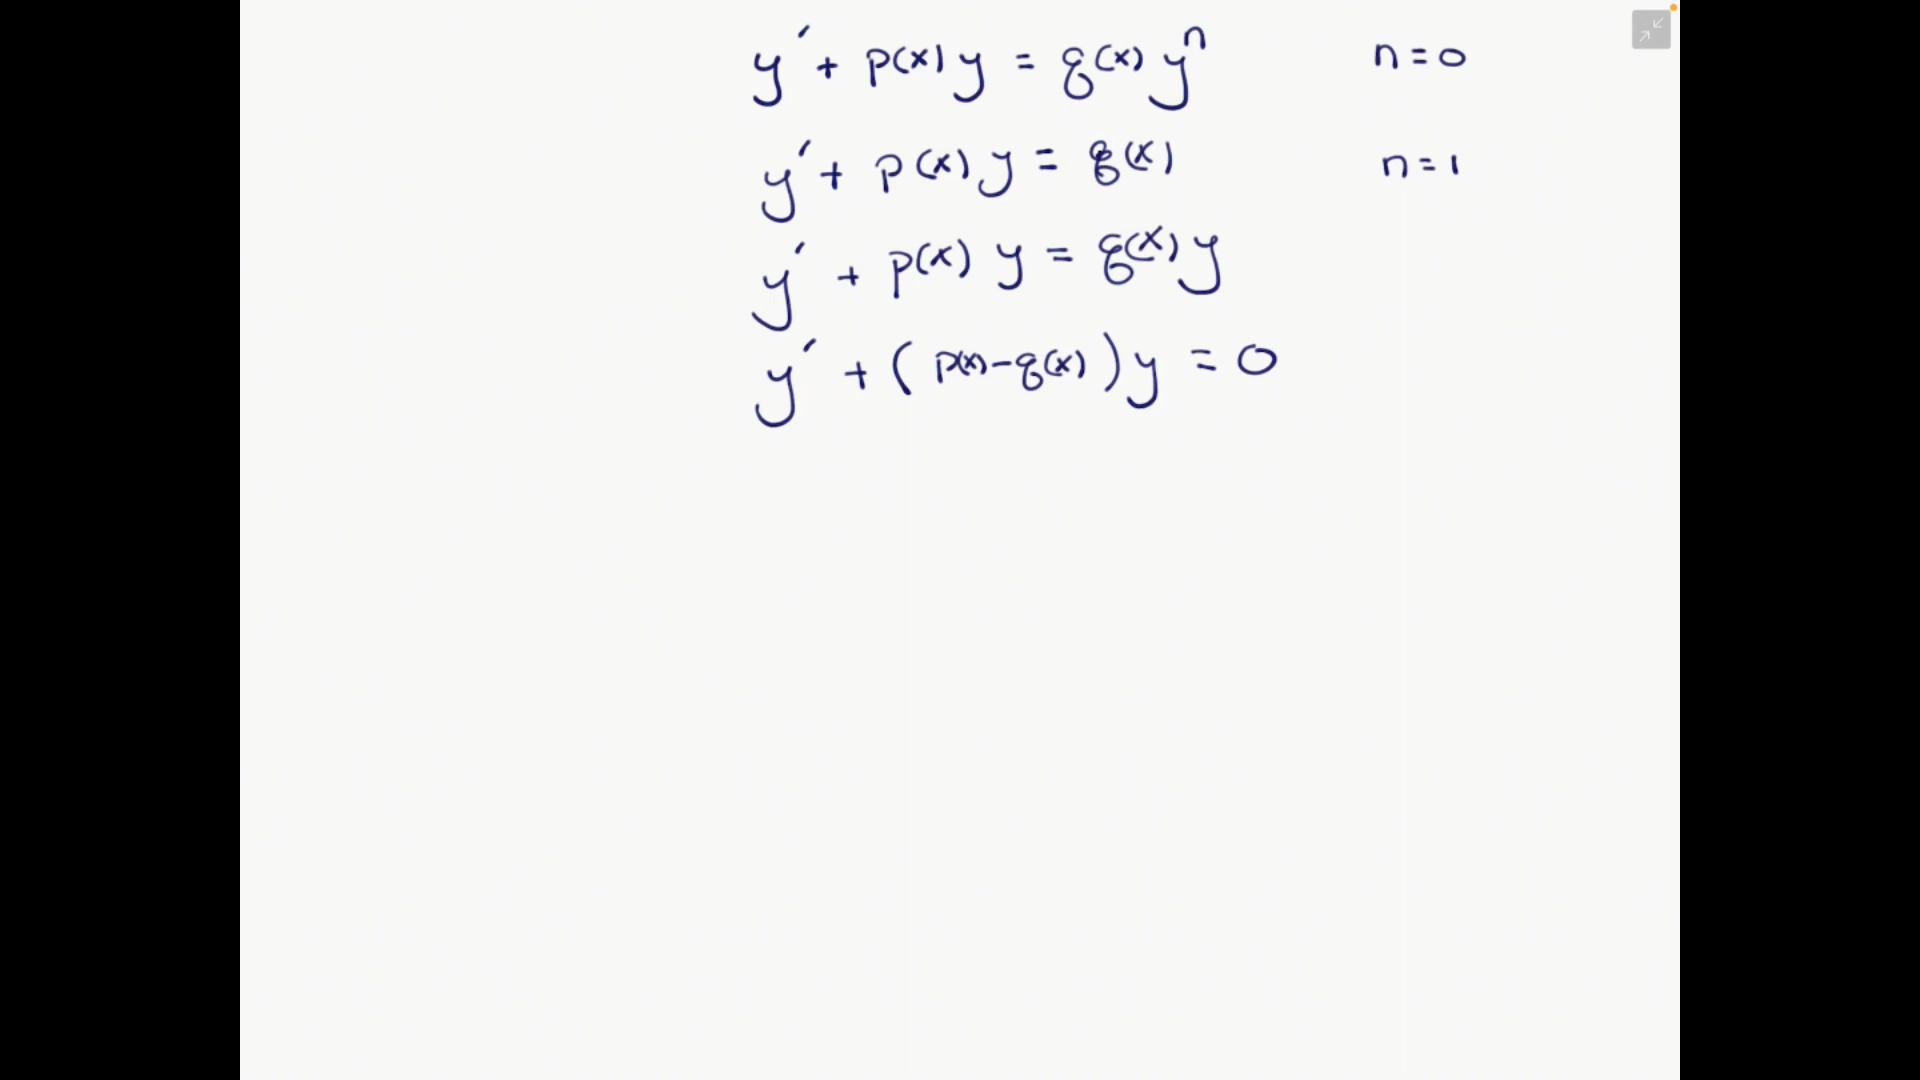 y′ + p(x) y = q(x) yⁿ n = 0
y′ + p(x) y = q(x) n = 1
y′ + p(x) y = q(x) y
y′ + ( p(x) − q(x) ) y = 0